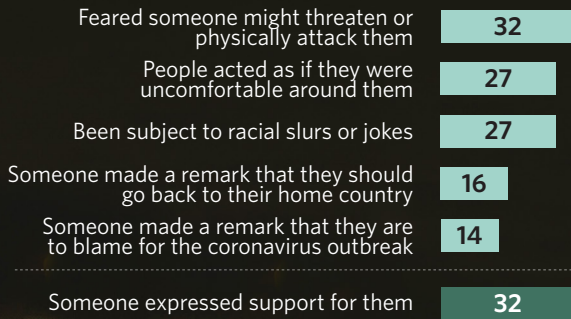 Feared someone might threaten or
physically attack them
32
People acted as if they were
uncomfortable around them
27
Been subject to racial slurs or jokes
27
Someone made a remark that they should
go back to their home country
16
Someone made a remark that they are
to blame for the coronavirus outbreak
14
Someone expressed support for them
32